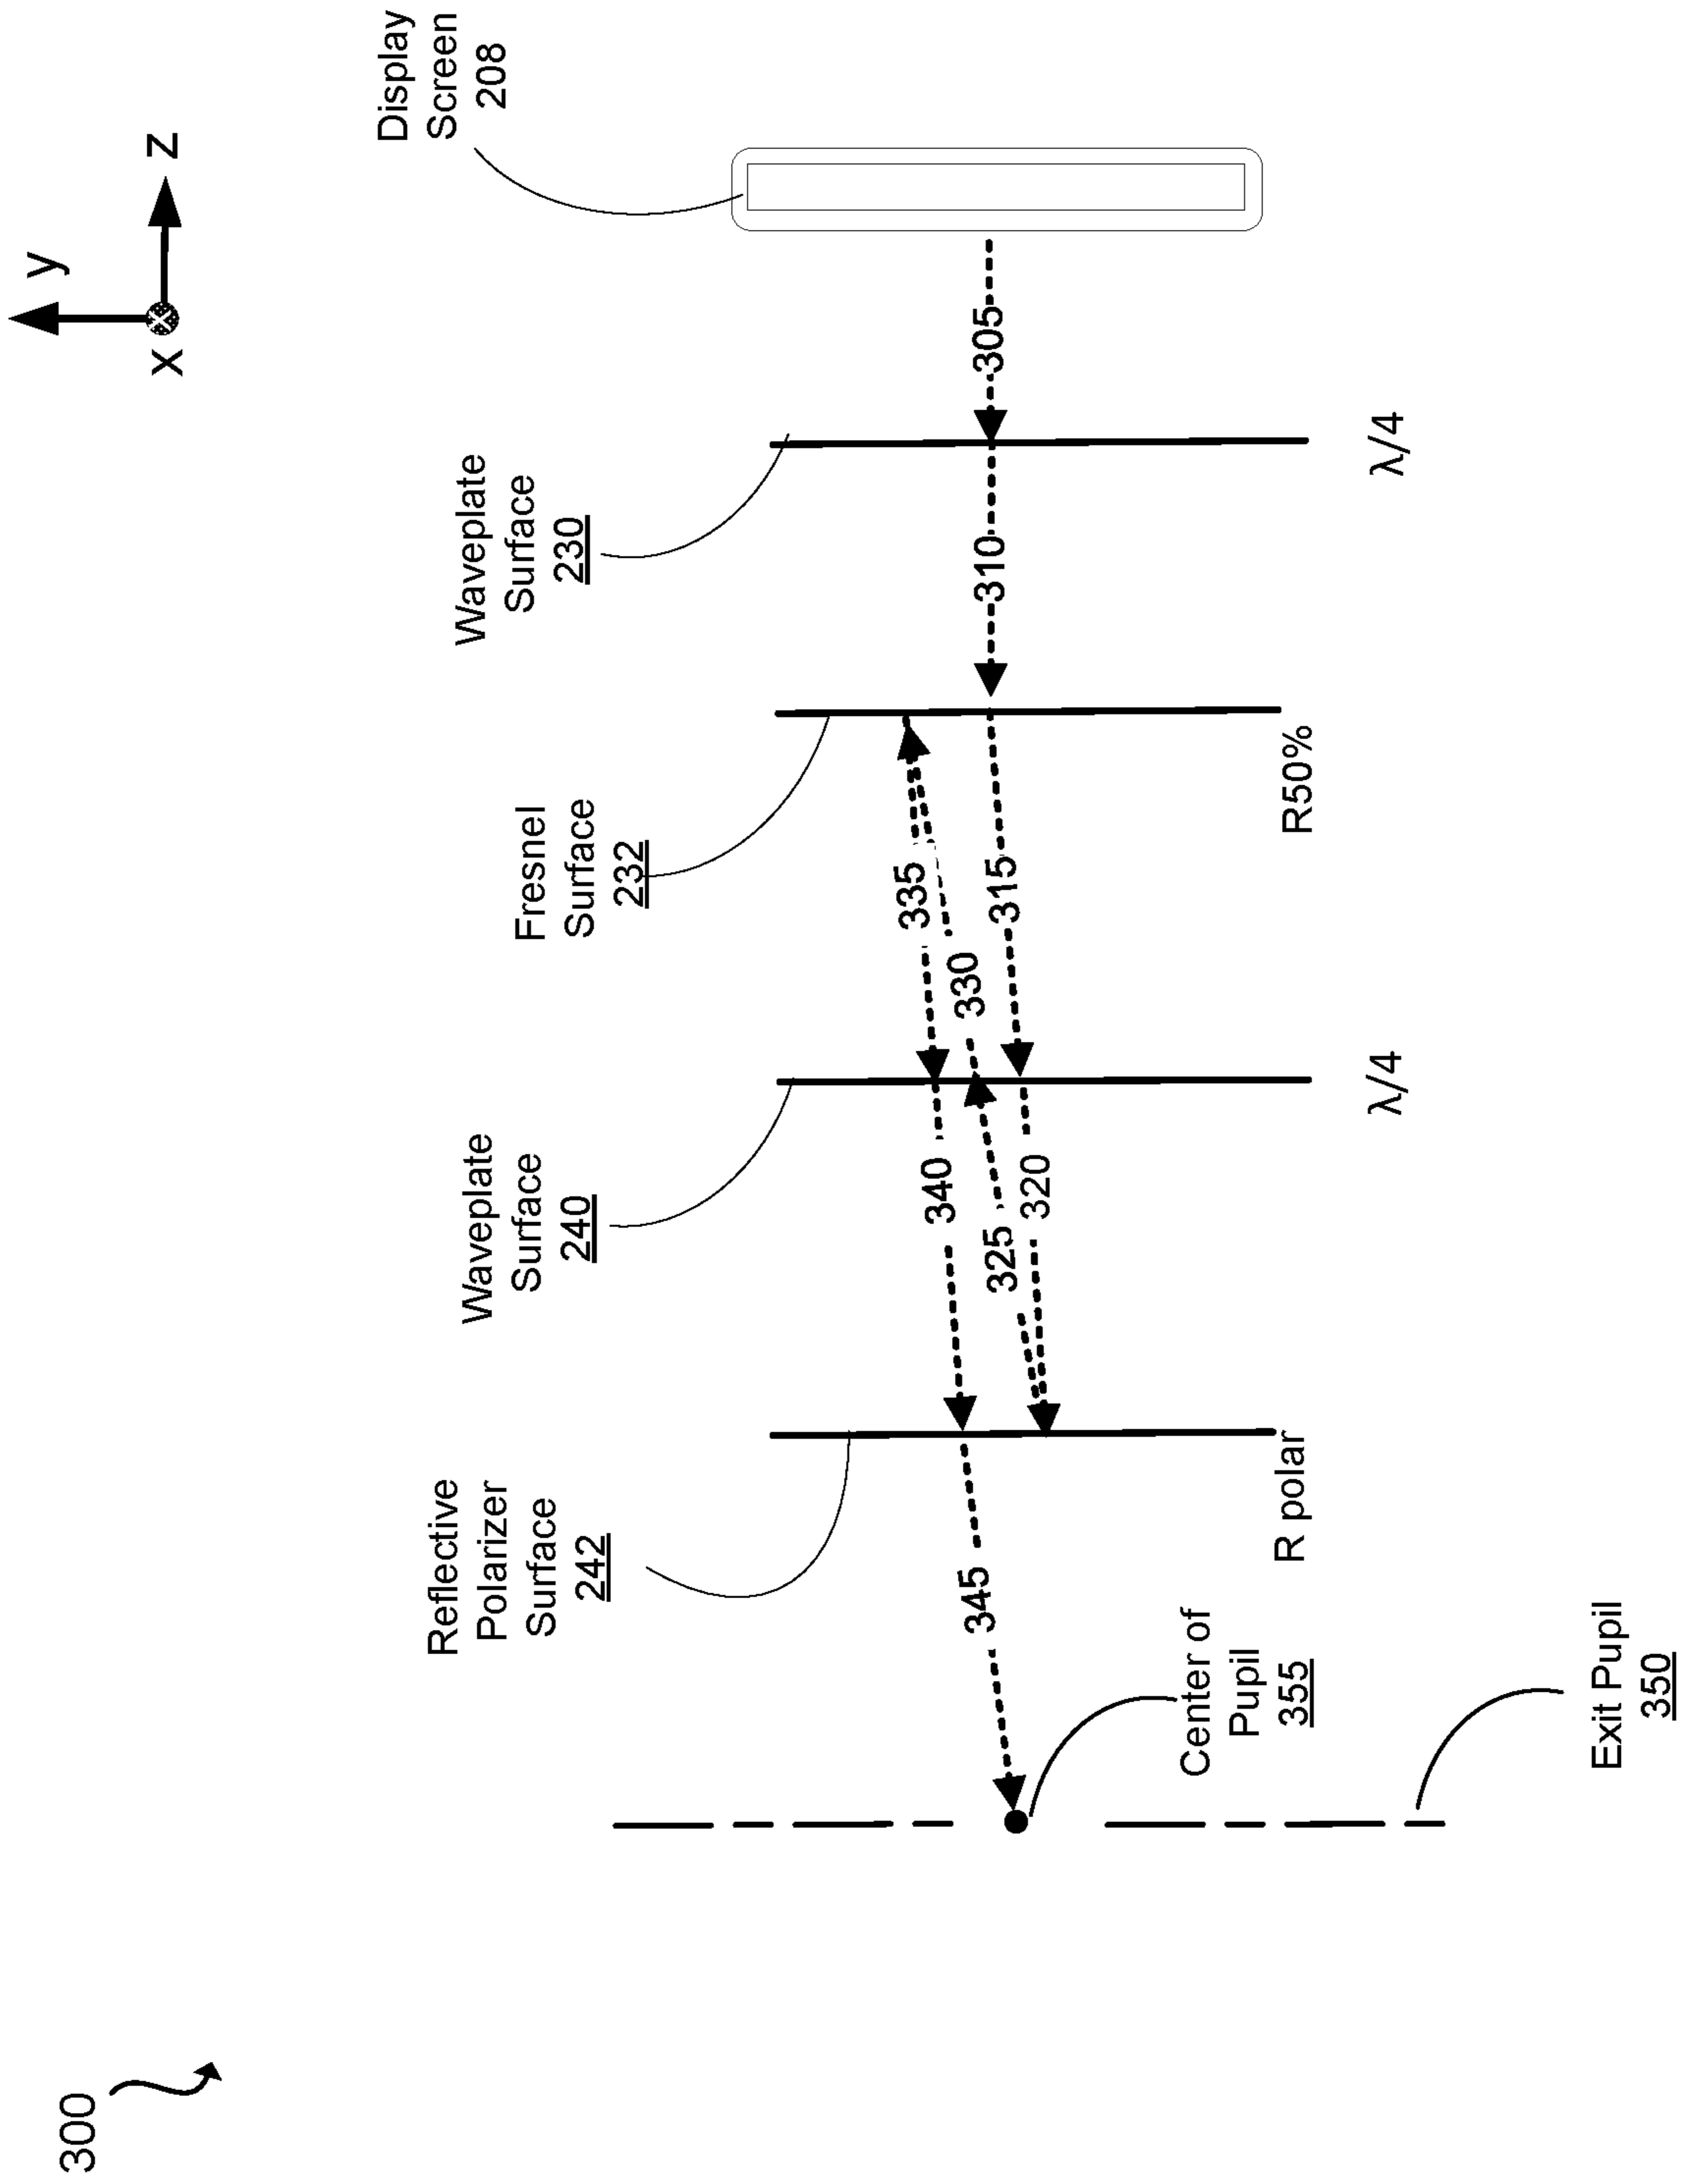 300
y
z
x
Display
Screen
208
Waveplate
Surface
230
Fresnel
Surface
232
Waveplate
Surface
240
Reflective
Polarizer
Surface
242
305
310
315
320
325
330
335
340
345
λ/4
R50%
λ/4
R polar
Center of
Pupil
355
Exit Pupil
350